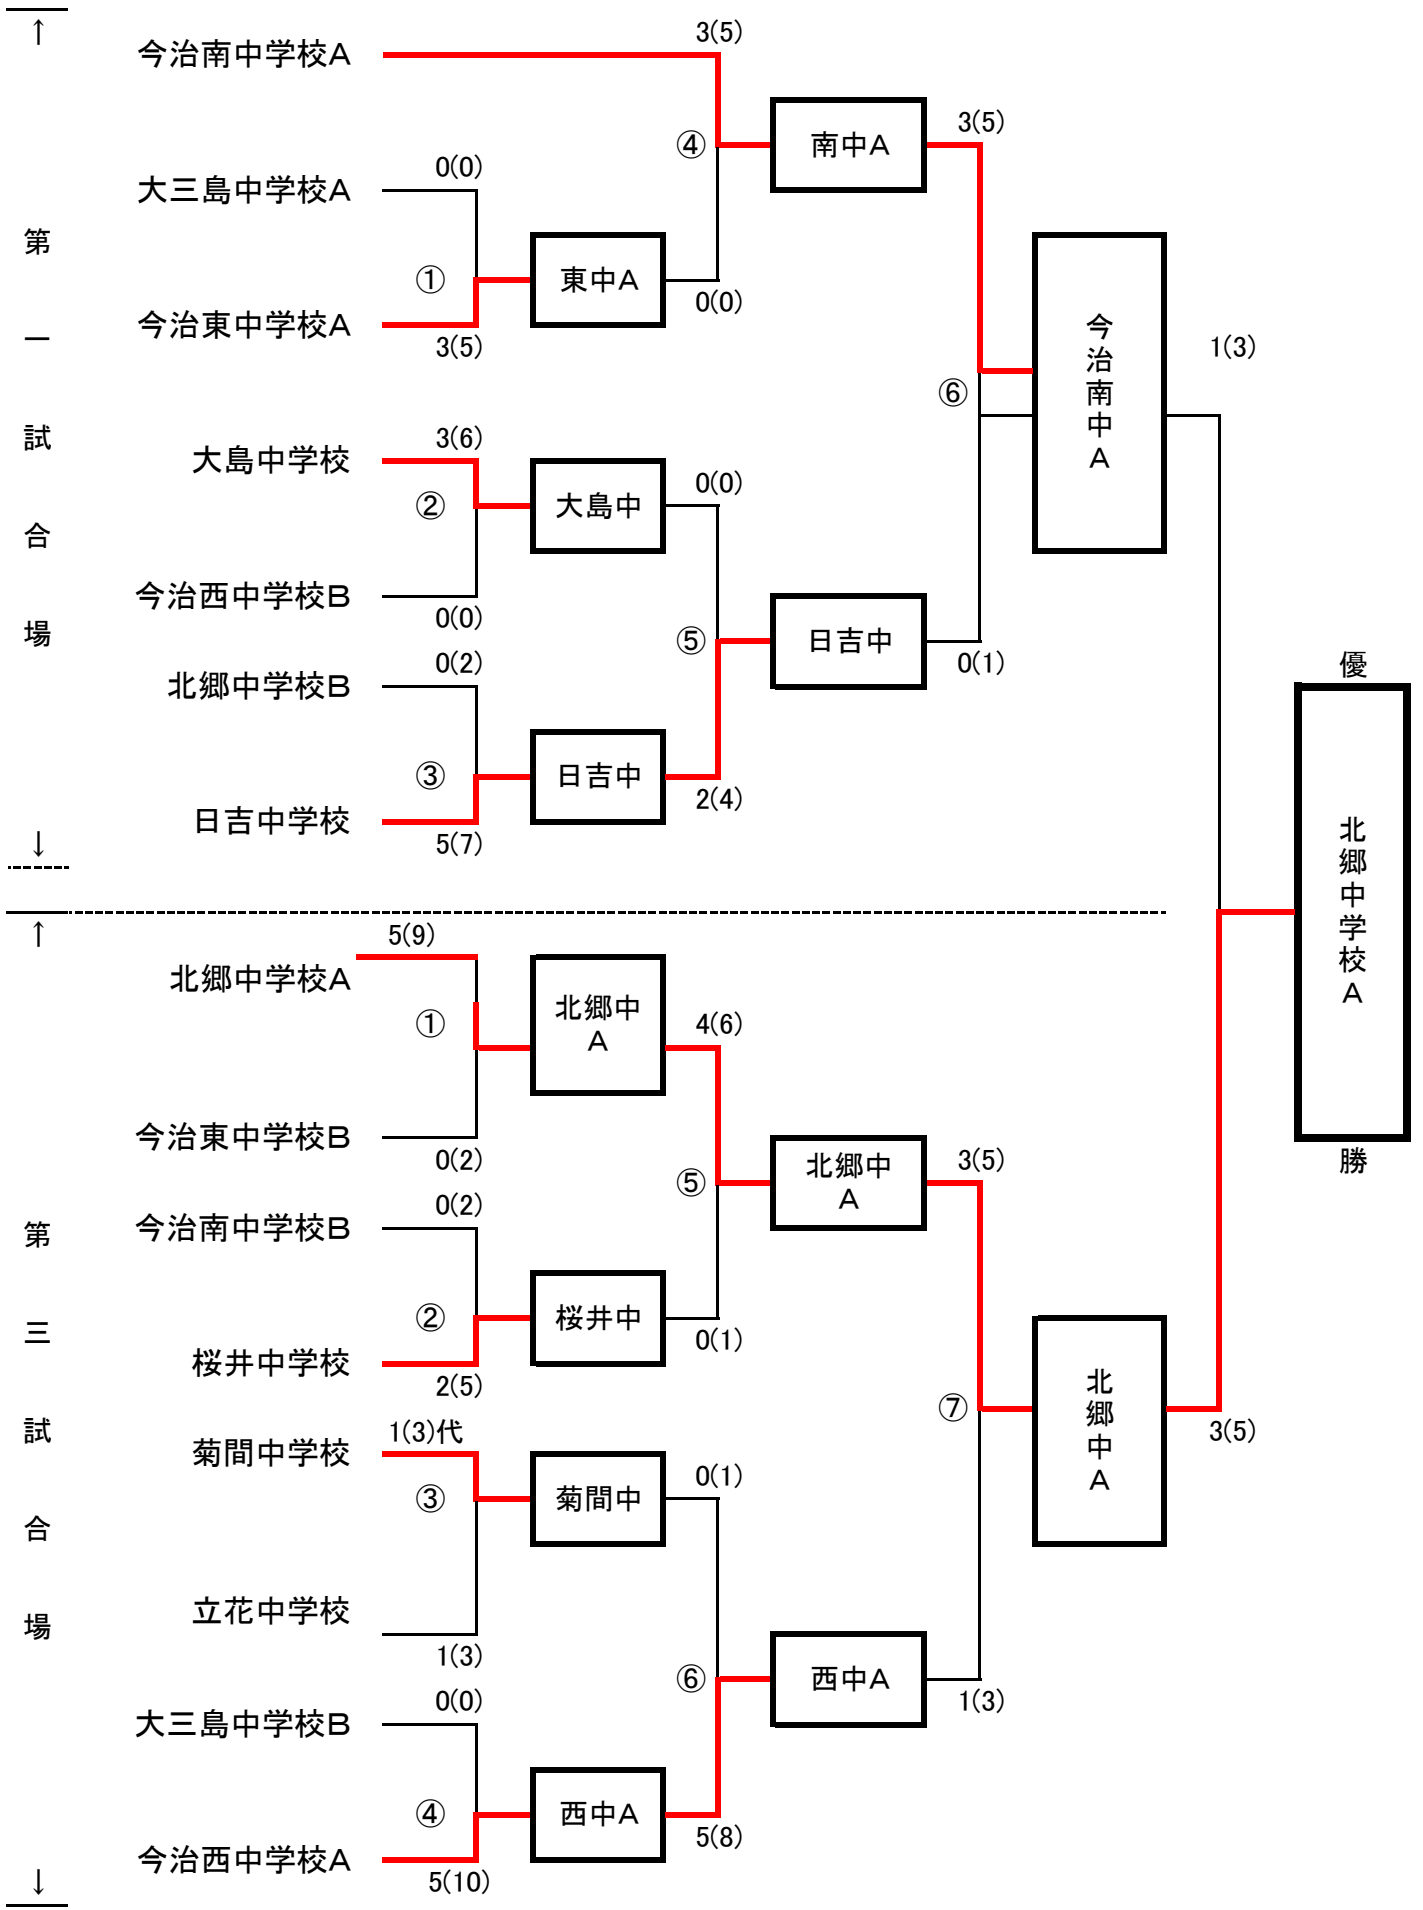 ↑
第一試合場
↓
今治南中学校A
3(5)
④
南中A
3(5)
大三島中学校A
0(0)
①
東中A
0(0)
今治東中学校A
3(5)
⑥
今治南中A
1(3)
大島中学校
3(6)
②
大島中
0(0)
今治西中学校B
0(0)
⑤
日吉中
0(1)
北郷中学校B
0(2)
③
日吉中
2(4)
日吉中学校
5(7)
優
北郷中学校A
勝
↑
第三試合場
↓
5(9)
北郷中学校A
①
北郷中
A
4(6)
今治東中学校B
0(2)
⑤
北郷中
A
3(5)
今治南中学校B
0(2)
②
桜井中
0(1)
桜井中学校
2(5)
⑦
北郷中A
3(5)
1(3)代
菊間中学校
③
菊間中
0(1)
立花中学校
1(3)
⑥
西中A
1(3)
大三島中学校B
0(0)
④
西中A
5(8)
今治西中学校A
5(10)